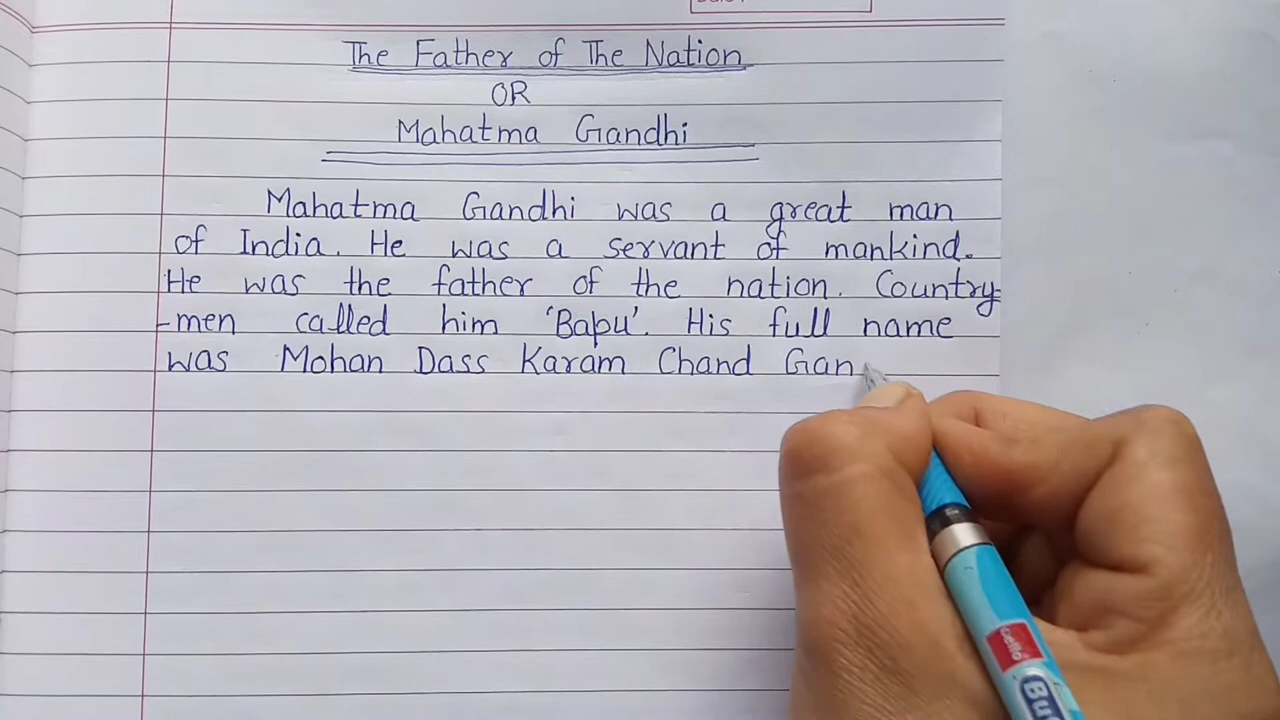 The Father of The Nation
OR
Mahatma Gandhi
Mahatma Gandhi was a great man
of India. He was a servant of mankind.
He was the father of the nation. Country-
-men called him 'Bapu'. His full name
was Mohan Dass Karam Chand Gan
cello